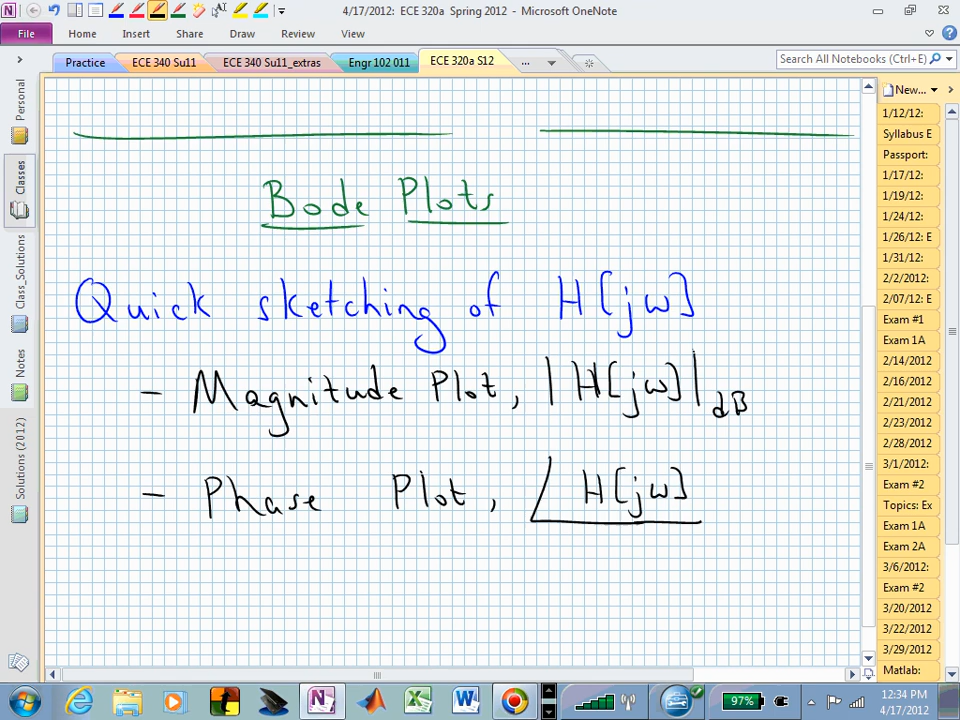 4/17/2012: ECE 320a Spring 2012 - Microsoft OneNote
File Home Insert Share Draw Review View
Practice ECE 340 Su11 ECE 340 Su11_extras Engr 102 011 ECE 320a S12 ... Search All Notebooks (Ctrl+E)
Personal
Classes
Class_Solutions
Notes
Solutions (2012)
Bode Plots
Quick sketching of H[jw]
- Magnitude Plot, |H[jw]|dB
- Phase Plot, ∠H[jw]
New...
1/12/12:
Syllabus E
Passport:
1/17/12:
1/19/12:
1/24/12:
1/26/12: E
1/31/12:
2/2/2012:
2/07/12: E
Exam #1
Exam 1A
2/14/2012
2/16/2012
2/21/2012
2/23/2012
2/28/2012
3/1/2012:
Exam #2
Topics: Ex
Exam 1A
Exam 2A
3/6/2012:
Exam #2
3/20/2012
3/22/2012
3/29/2012
Matlab:
97%
12:34 PM
4/17/2012